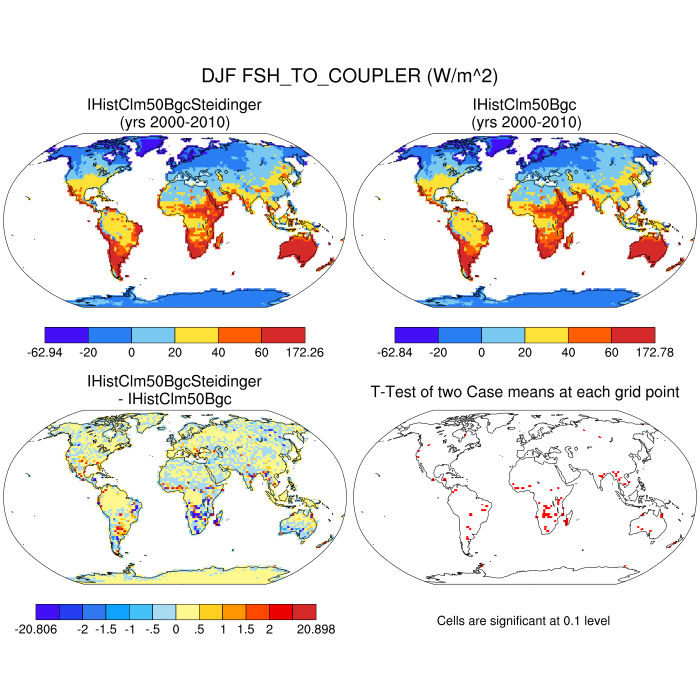 DJF FSH_TO_COUPLER (W/m^2)
IHistClm50BgcSteidinger
(yrs 2000-2010)
IHistClm50Bgc
(yrs 2000-2010)
-62.94 -20 0 20 40 60 172.26
-62.84 -20 0 20 40 60 172.78
IHistClm50BgcSteidinger
- IHistClm50Bgc
T-Test of two Case means at each grid point
-20.806 -2 -1.5 -1 -.5 0 .5 1 1.5 2 20.898
Cells are significant at 0.1 level